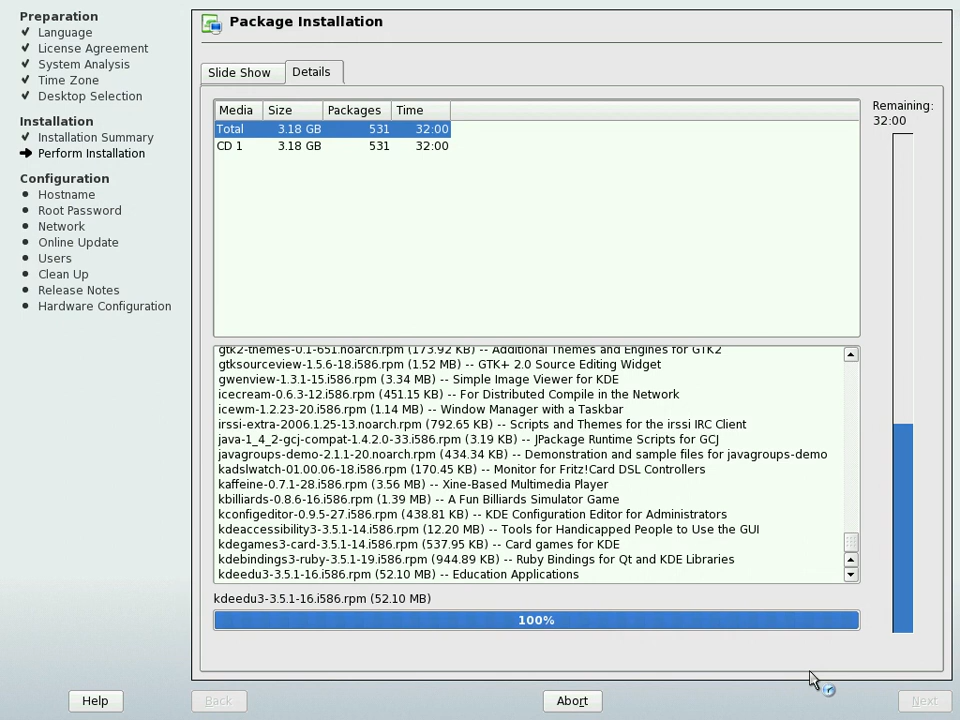 Preparation
Language
License Agreement
System Analysis
Time Zone
Desktop Selection
Installation
Installation Summary
Perform Installation
Configuration
Hostname
Root Password
Network
Online Update
Users
Clean Up
Release Notes
Hardware Configuration
Package Installation
Slide Show
Details
Media Size Packages Time
Total 3.18 GB 531 32:00
CD 1 3.18 GB 531 32:00
Remaining:
32:00
gtk2-themes-0.1-651.noarch.rpm (173.92 KB) -- Additional Themes and Engines for GTK2
gtksourceview-1.5.6-18.i586.rpm (1.52 MB) -- GTK+ 2.0 Source Editing Widget
gwenview-1.3.1-15.i586.rpm (3.34 MB) -- Simple Image Viewer for KDE
icecream-0.6.3-12.i586.rpm (451.15 KB) -- For Distributed Compile in the Network
icewm-1.2.23-20.i586.rpm (1.14 MB) -- Window Manager with a Taskbar
irssi-extra-2006.1.25-13.noarch.rpm (792.65 KB) -- Scripts and Themes for the irssi IRC Client
java-1_4_2-gcj-compat-1.4.2.0-33.i586.rpm (3.19 KB) -- JPackage Runtime Scripts for GCJ
javagroups-demo-2.1.1-20.noarch.rpm (434.34 KB) -- Demonstration and sample files for javagroups-demo
kadslwatch-01.00.06-18.i586.rpm (170.45 KB) -- Monitor for Fritz!Card DSL Controllers
kaffeine-0.7.1-28.i586.rpm (3.56 MB) -- Xine-Based Multimedia Player
kbilliards-0.8.6-16.i586.rpm (1.39 MB) -- A Fun Billiards Simulator Game
kconfigeditor-0.9.5-27.i586.rpm (438.81 KB) -- KDE Configuration Editor for Administrators
kdeaccessibility3-3.5.1-14.i586.rpm (12.20 MB) -- Tools for Handicapped People to Use the GUI
kdegames3-card-3.5.1-14.i586.rpm (537.95 KB) -- Card games for KDE
kdebindings3-ruby-3.5.1-19.i586.rpm (944.89 KB) -- Ruby Bindings for Qt and KDE Libraries
kdeedu3-3.5.1-16.i586.rpm (52.10 MB) -- Education Applications
kdeedu3-3.5.1-16.i586.rpm (52.10 MB)
100%
Help
Back
Abort
Next